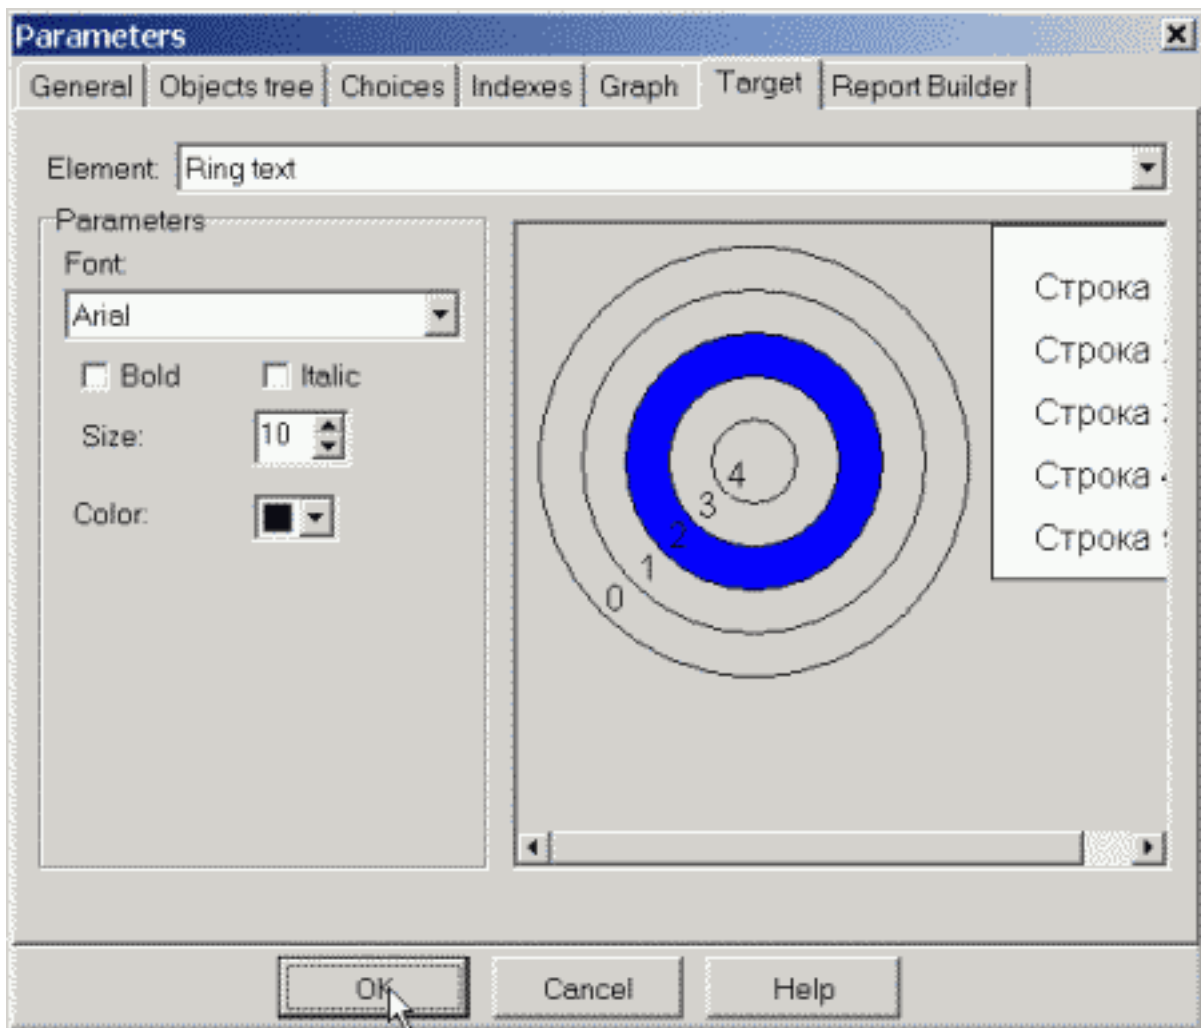 Parameters
General Objects tree Choices Indexes Graph Target Report Builder
Element: Ring text
Parameters
Font:
Arial
Bold Italic
Size: 10
Color:
4
3
2
1
0
Строка
Строка
Строка
Строка
Строка
OK Cancel Help